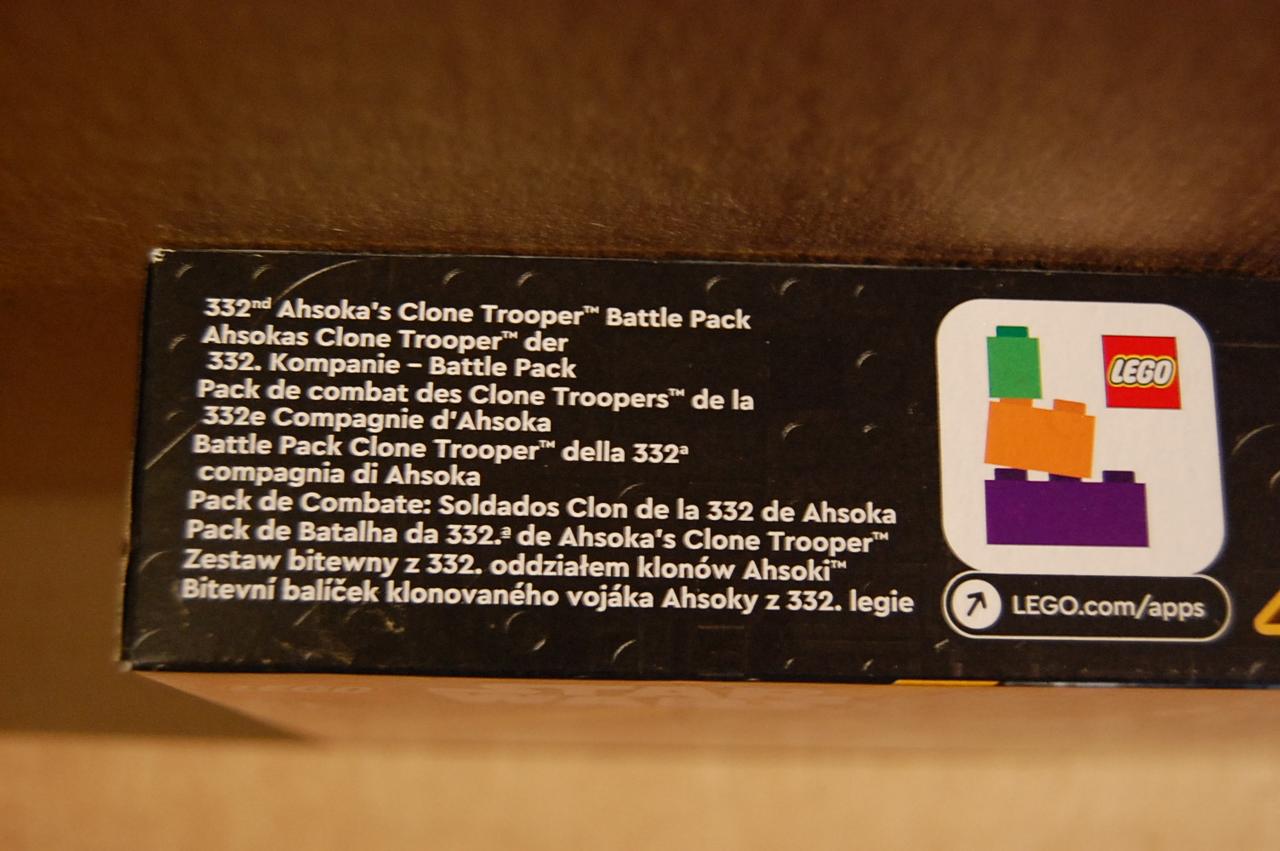 332nd Ahsoka's Clone Trooper™ Battle Pack
Ahsokas Clone Trooper™ der
332. Kompanie – Battle Pack
Pack de combat des Clone Troopers™ de la
332e Compagnie d'Ahsoka
Battle Pack Clone Trooper™ della 332ª
compagnia di Ahsoka
Pack de Combate: Soldados Clon de la 332 de Ahsoka
Pack de Batalha da 332.ª de Ahsoka's Clone Trooper™
Zestaw bitewny z 332. oddziałem klonów Ahsoki™
Bitevní balíček klonovaného vojáka Ahsoky z 332. legie
LEGO
LEGO.com/apps